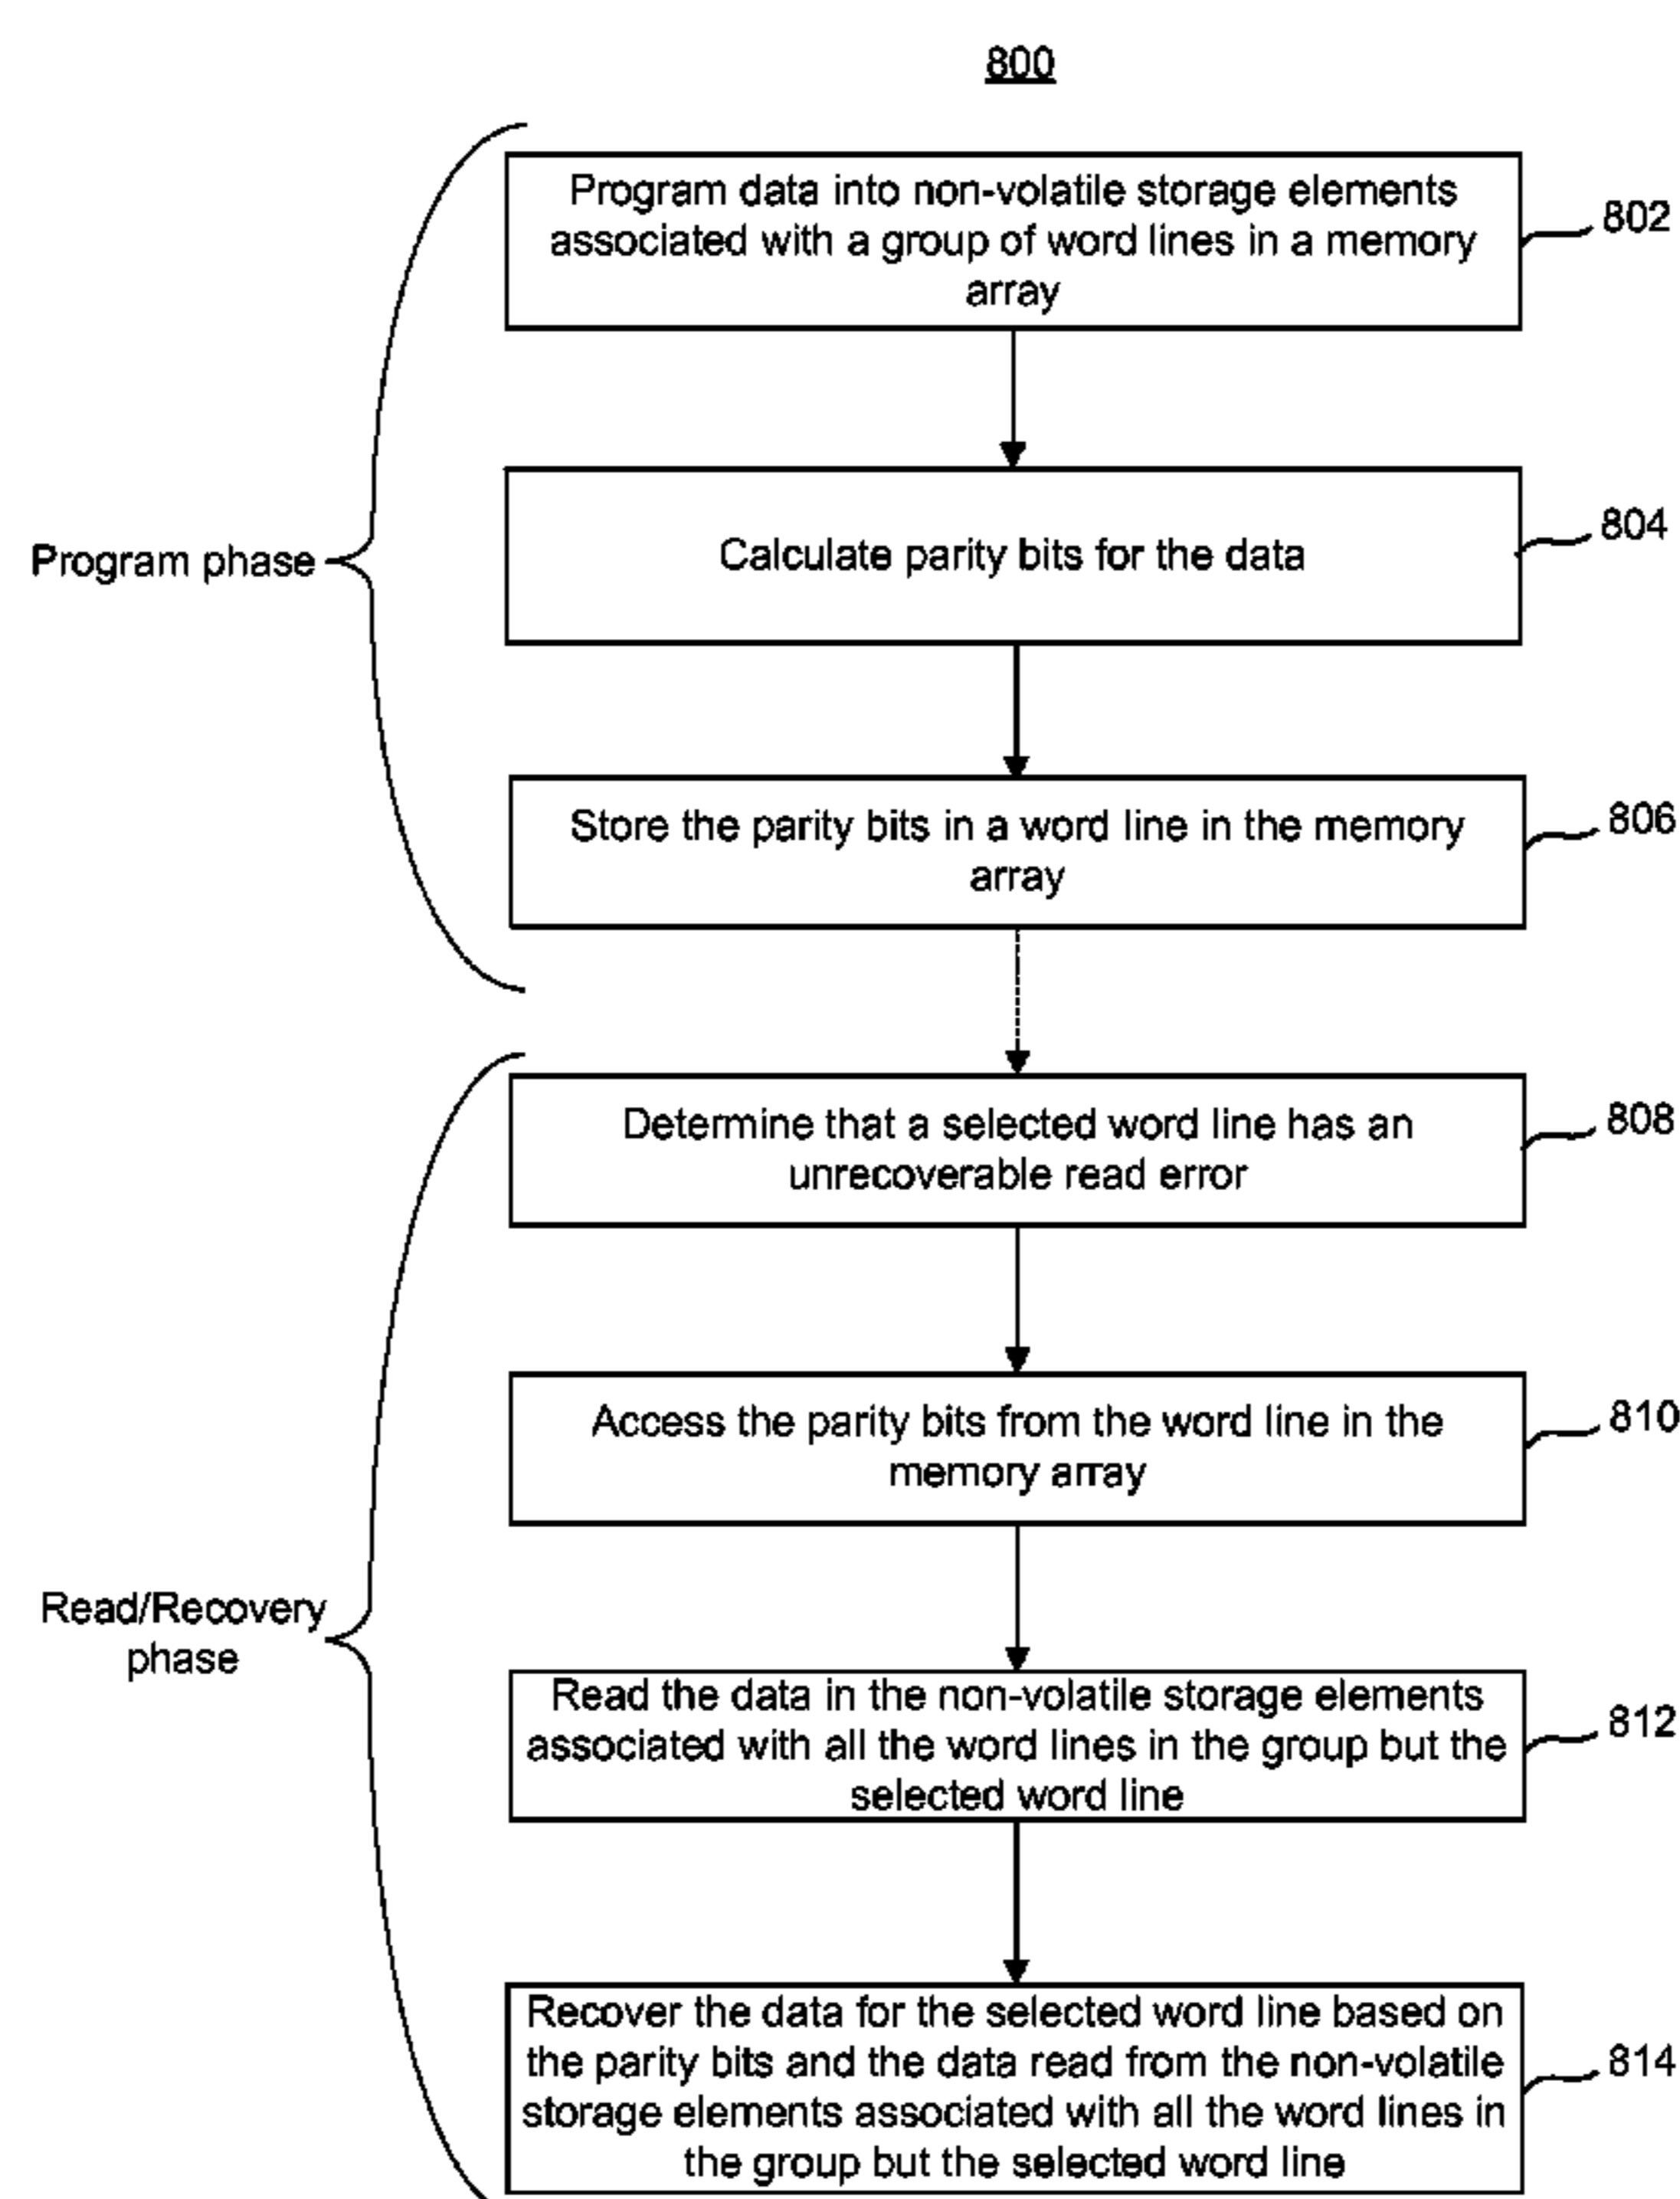 800
Program data into non-volatile storage elements
associated with a group of word lines in a memory
array
802
Calculate parity bits for the data
804
Program phase
Store the parity bits in a word line in the memory
array
806
Determine that a selected word line has an
unrecoverable read error
808
Access the parity bits from the word line in the
memory array
810
Read/Recovery
phase
Read the data in the non-volatile storage elements
associated with all the word lines in the group but the
selected word line
812
Recover the data for the selected word line based on
the parity bits and the data read from the non-volatile
storage elements associated with all the word lines in
the group but the selected word line
814